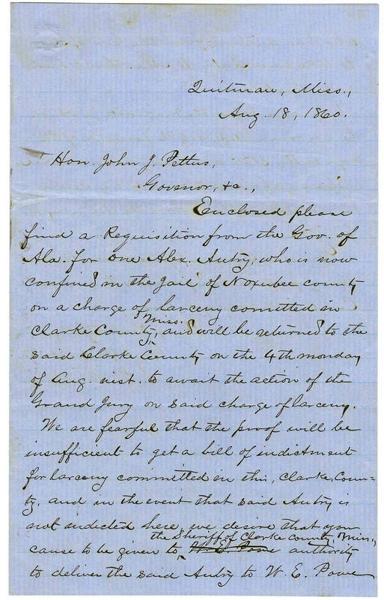 Quitman, Miss.,
Aug. 18, 1860.
Hon. John J. Pettus,
Govenor, &c.,
Enclosed please
find a Requisition from the Gov. of
Ala. for one Alex. Autry, who is now
confined in the Jail of Noxubee county
on a charge of larceny comitted in
Clarke County, Miss. and will be returned to the
said Clarke County on the 4th monday
of Aug. inst. to await the action of the
Grand Jury on said charge of larceny.
We are fearful that the proof will be
insufficient to get a bill of indictment
for larceny committed in this, Clarke, Coun-
ty, and in the event that said Autry is
not indicted here, we desire that you
cause to be given to the Sheriff of Clarke County, Miss., W. E. Powe authority
to deliver the said Autry to W. E. Powe